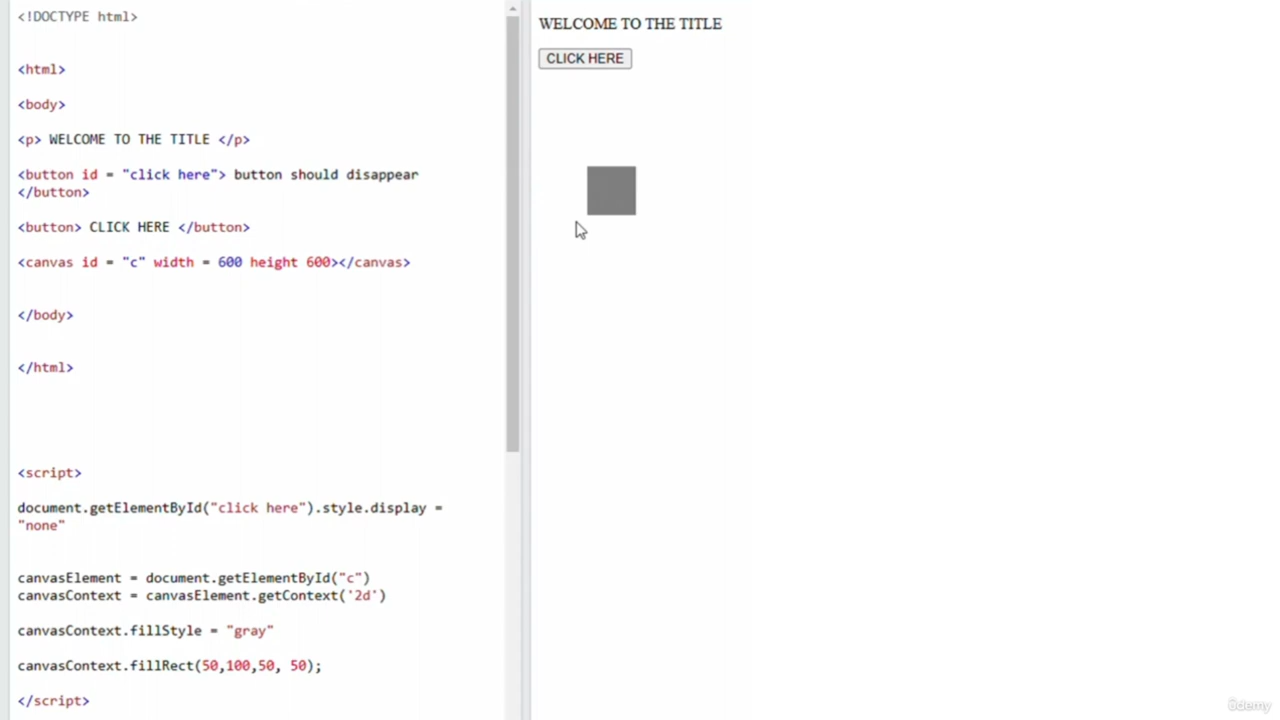 <!DOCTYPE html>
<html>
<body>
<p> WELCOME TO THE TITLE </p>
<button id = "click here"> button should disappear
</button>
<button> CLICK HERE </button>
<canvas id = "c" width = 600 height 600></canvas>
</body>
</html>
<script>
document.getElementById("click here").style.display =
"none"
canvasElement = document.getElementById("c")
canvasContext = canvasElement.getContext('2d')
canvasContext.fillStyle = "gray"
canvasContext.fillRect(50,100,50, 50);
</script>
WELCOME TO THE TITLE
CLICK HERE
ûdemy